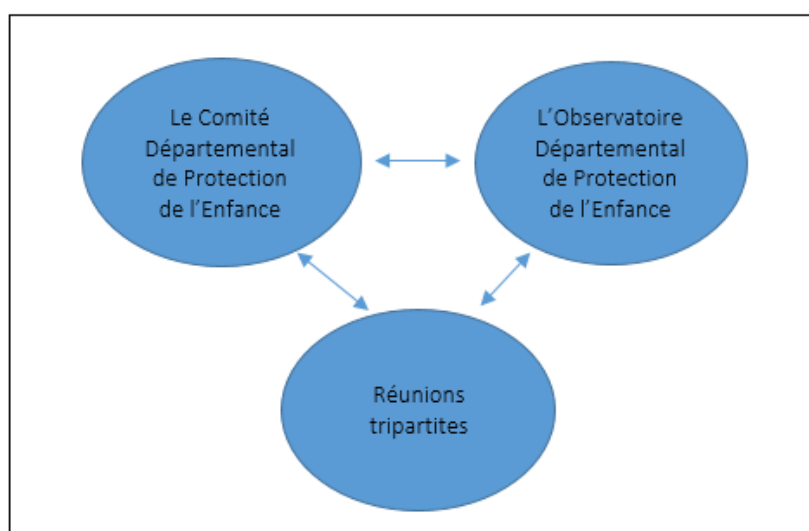 Le Comité
Départemental
de Protection
de l'Enfance
L'Observatoire
Départemental
de Protection
de l'Enfance
Réunions
tripartites